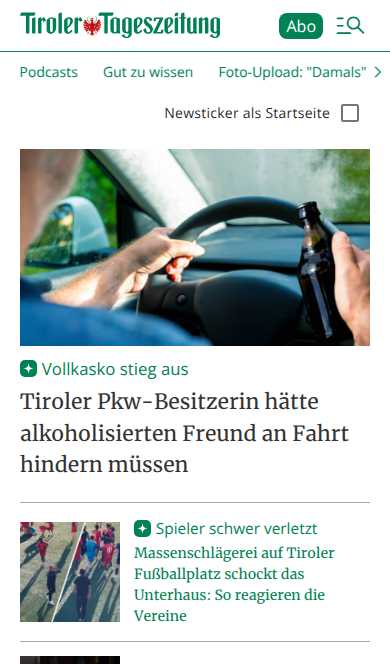 Tiroler Tageszeitung
Abo
Podcasts Gut zu wissen Foto-Upload: "Damals"
Newsticker als Startseite
Vollkasko stieg aus
Tiroler Pkw-Besitzerin hätte
alkoholisierten Freund an Fahrt
hindern müssen
Spieler schwer verletzt
Massenschlägerei auf Tiroler
Fußballplatz schockt das
Unterhaus: So reagieren die
Vereine